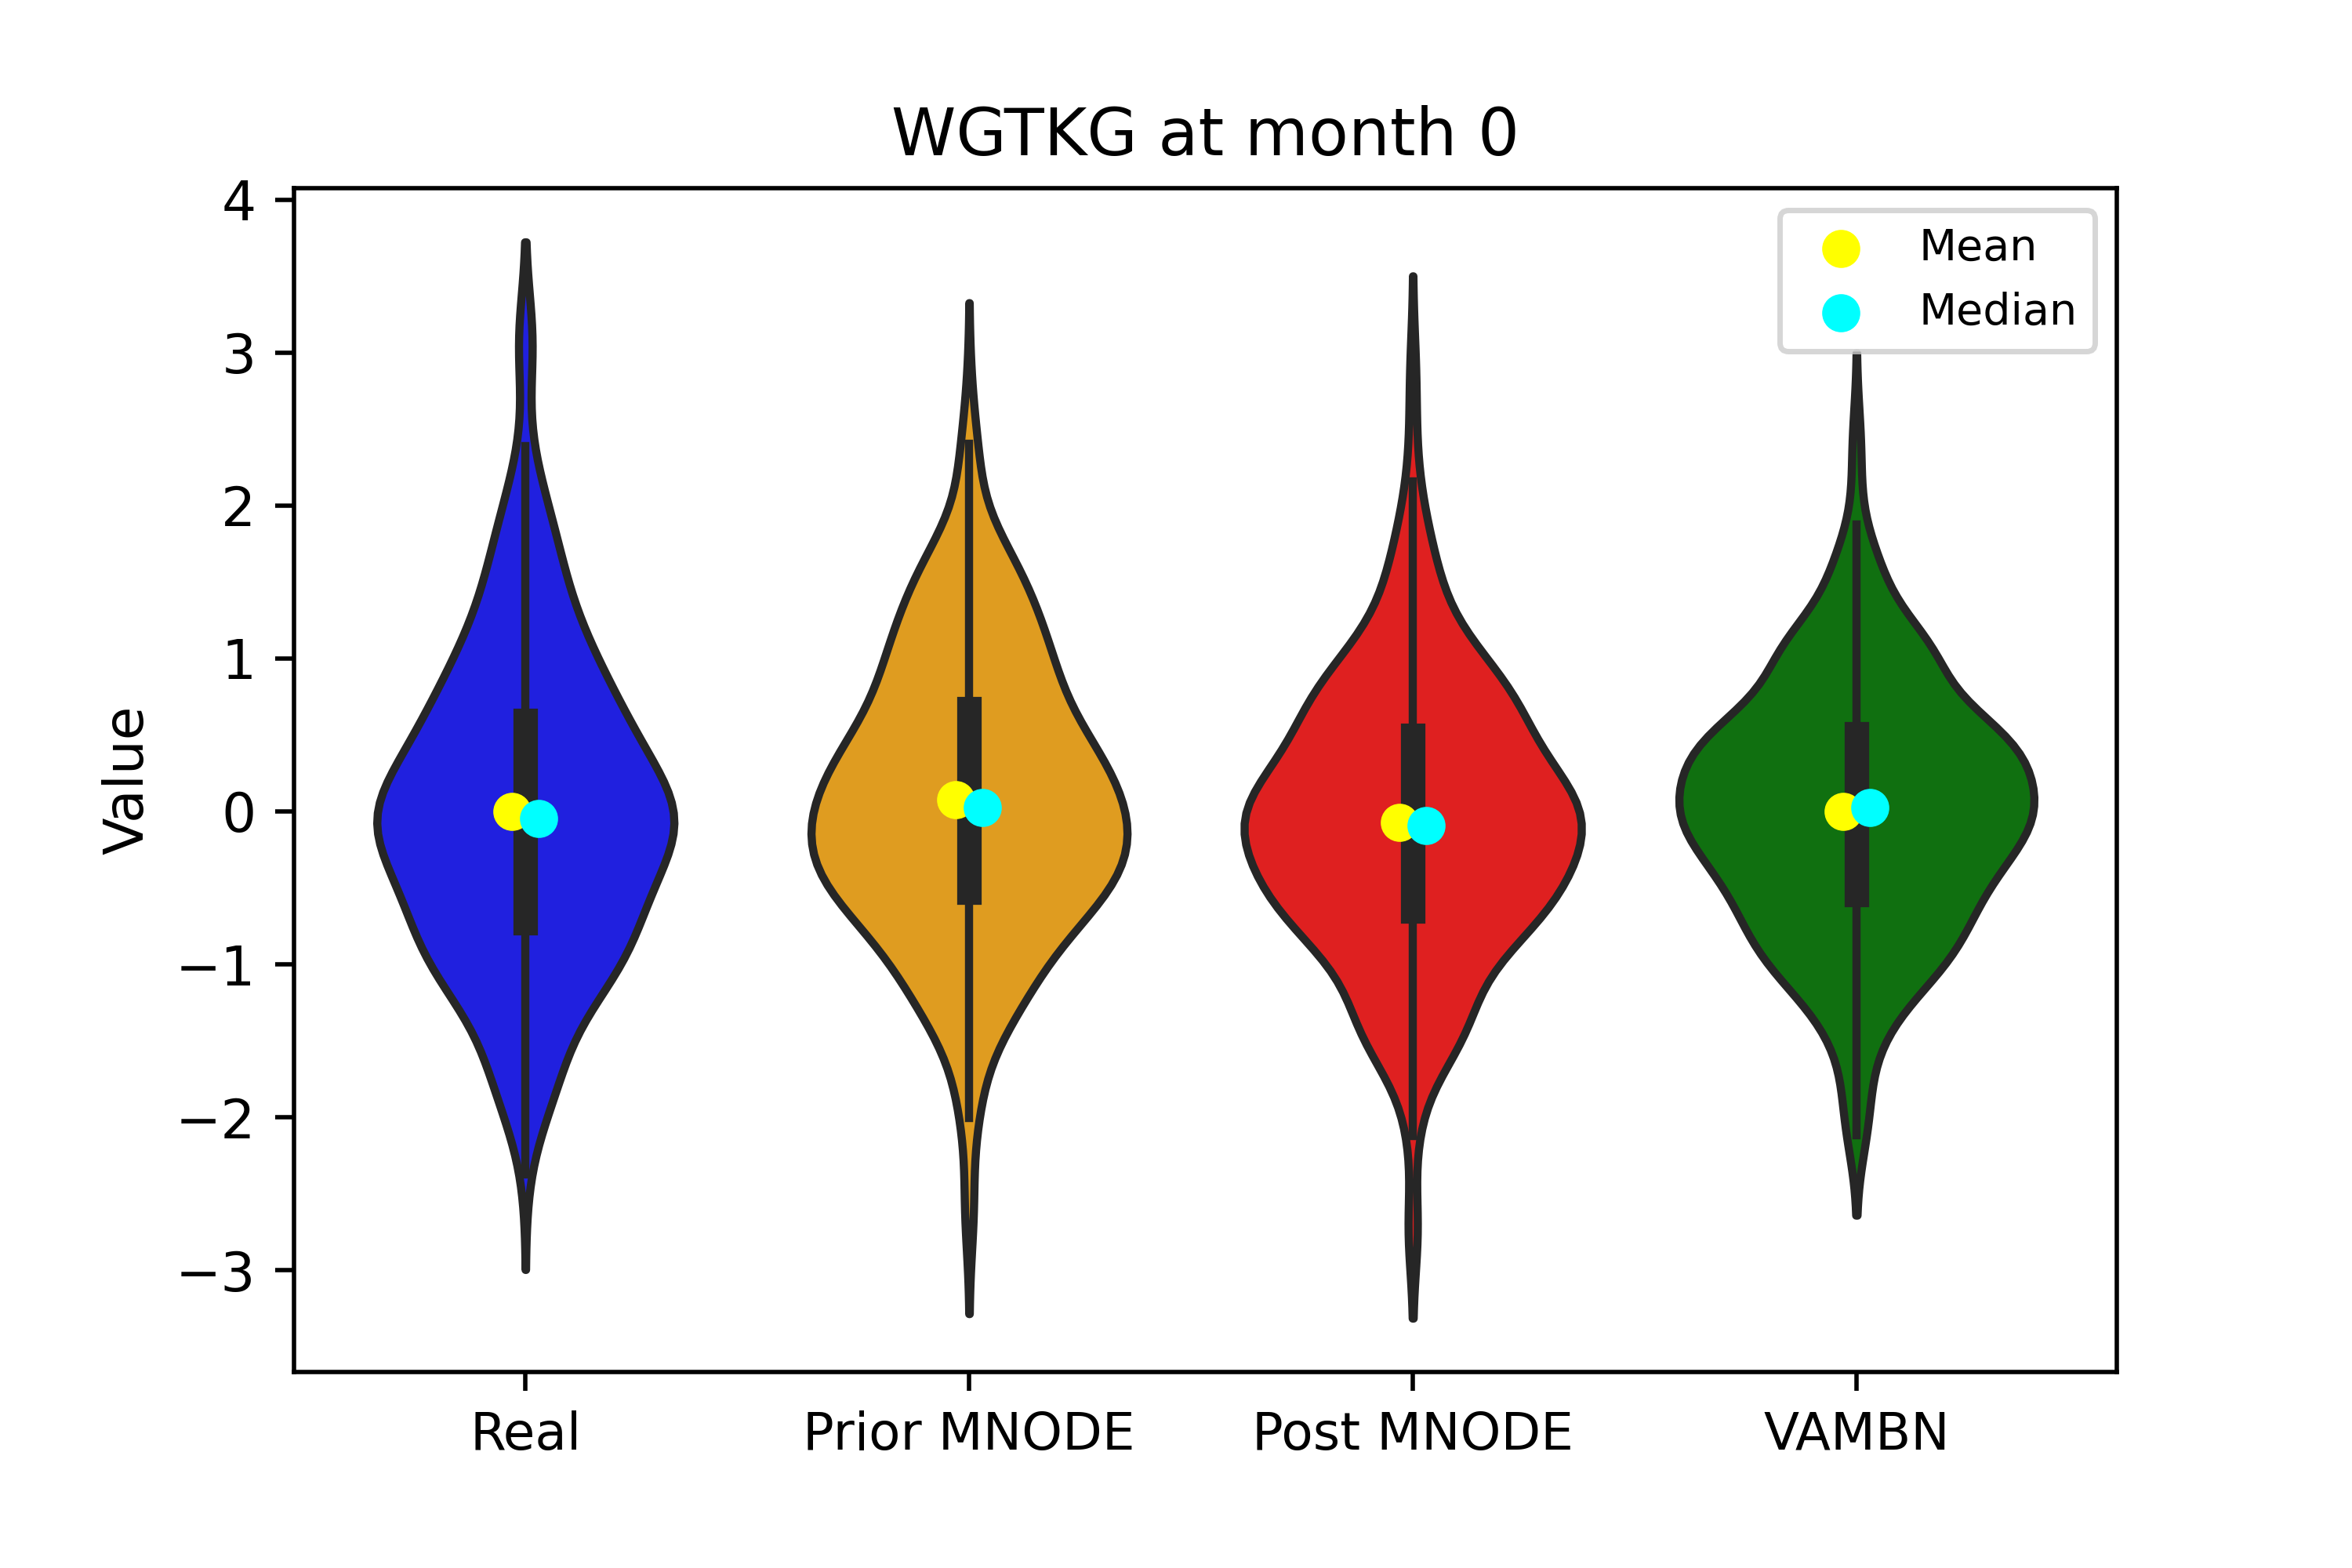 WGTKG at month 0
Mean
Median
Value
4
3
2
1
0
−1
−2
−3
Real
Prior MNODE
Post MNODE
VAMBN